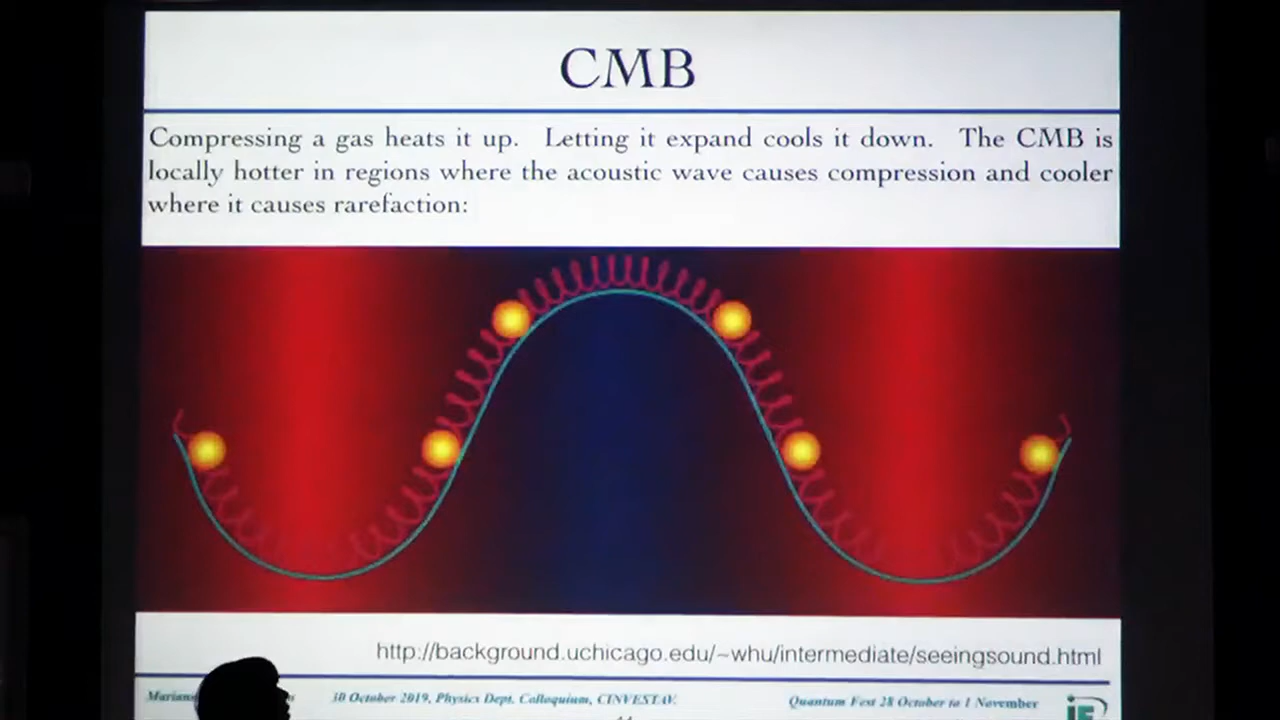 CMB
Compressing a gas heats it up. Letting it expand cools it down. The CMB is
locally hotter in regions where the acoustic wave causes compression and cooler
where it causes rarefaction:
http://background.uchicago.edu/~whu/intermediate/seeingsound.html
30 October 2019, Physics Dept. Colloquium, CINVESTAV.
Quantum Fest 28 October to 1 November